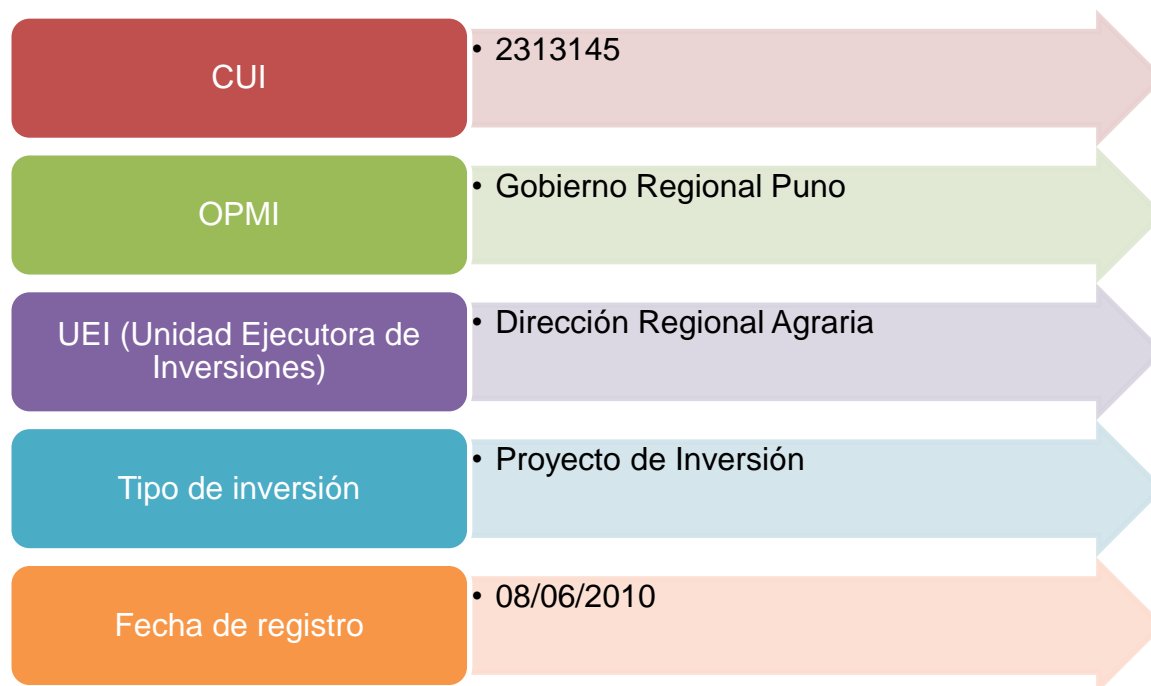 CUI
• 2313145
OPMI
• Gobierno Regional Puno
UEI (Unidad Ejecutora de
Inversiones)
• Dirección Regional Agraria
Tipo de inversión
• Proyecto de Inversión
Fecha de registro
• 08/06/2010